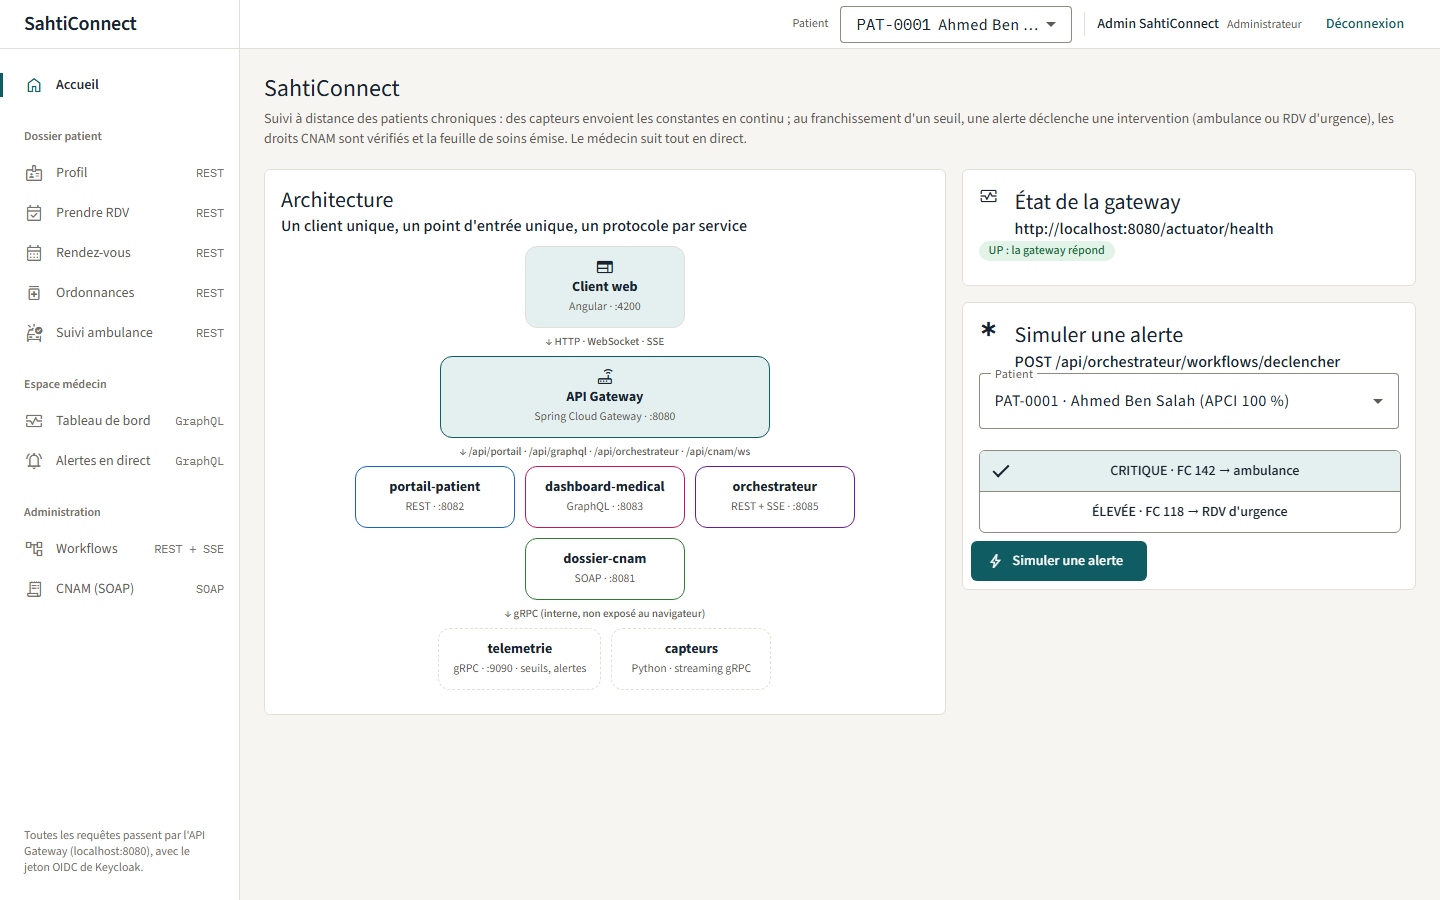 SahtiConnect
Patient
PAT-0001 Ahmed Ben ...
Admin SahtiConnect Administrateur
Déconnexion
Accueil
Dossier patient
Profil REST
Prendre RDV REST
Rendez-vous REST
Ordonnances REST
Suivi ambulance REST
Espace médecin
Tableau de bord GraphQL
Alertes en direct GraphQL
Administration
Workflows REST + SSE
CNAM (SOAP) SOAP
Toutes les requêtes passent par l'API
Gateway (localhost:8080), avec le
jeton OIDC de Keycloak.
SahtiConnect
Suivi à distance des patients chroniques : des capteurs envoient les constantes en continu ; au franchissement d'un seuil, une alerte déclenche une intervention (ambulance ou RDV d'urgence), les
droits CNAM sont vérifiés et la feuille de soins émise. Le médecin suit tout en direct.
Architecture
Un client unique, un point d'entrée unique, un protocole par service
Client web
Angular · :4200
↓ HTTP · WebSocket · SSE
API Gateway
Spring Cloud Gateway · :8080
↓ /api/portail · /api/graphql · /api/orchestrateur · /api/cnam/ws
portail-patient
REST · :8082
dashboard-medical
GraphQL · :8083
orchestrateur
REST + SSE · :8085
dossier-cnam
SOAP · :8081
↓ gRPC (interne, non exposé au navigateur)
telemetrie
gRPC · :9090 · seuils, alertes
capteurs
Python · streaming gRPC
État de la gateway
http://localhost:8080/actuator/health
UP : la gateway répond
Simuler une alerte
POST /api/orchestrateur/workflows/declencher
Patient
PAT-0001 · Ahmed Ben Salah (APCI 100 %)
CRITIQUE · FC 142 → ambulance
ÉLEVÉE · FC 118 → RDV d'urgence
Simuler une alerte